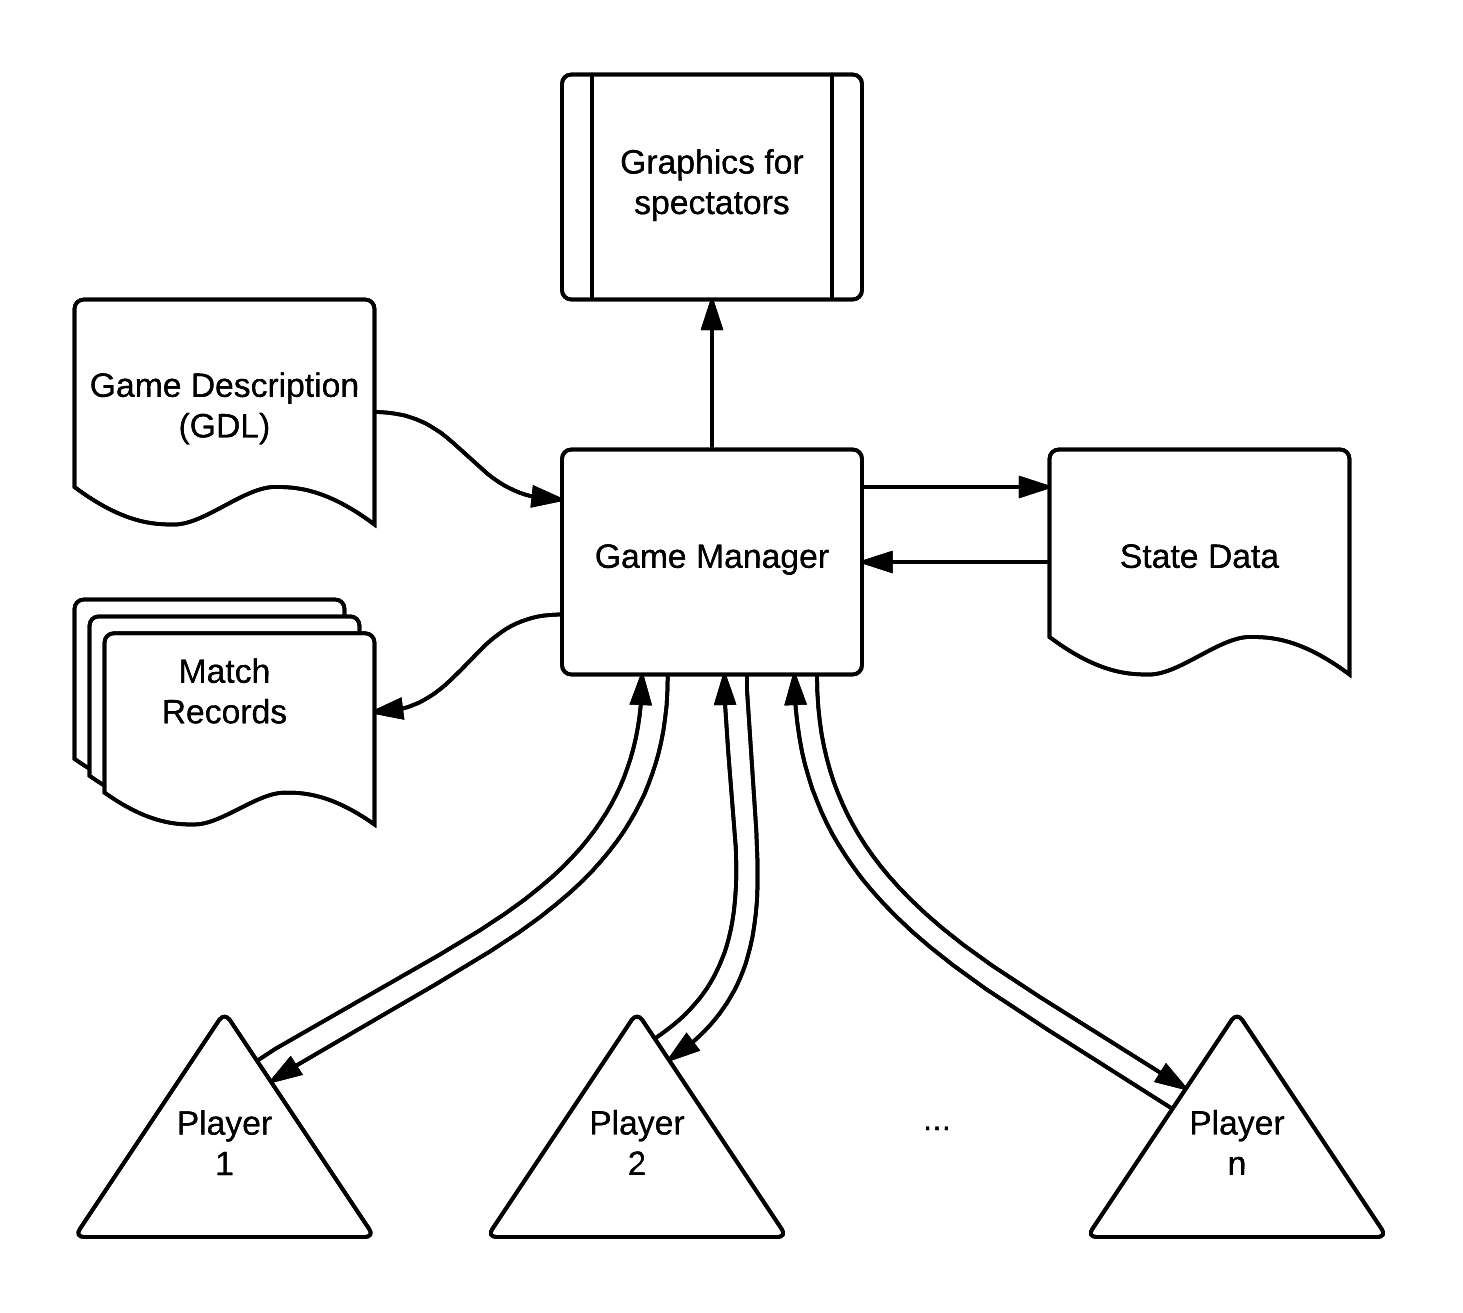 Graphics for
spectators
Game Description
(GDL)
Game Manager
State Data
Match
Records
Player
1
Player
2
...
Player
n